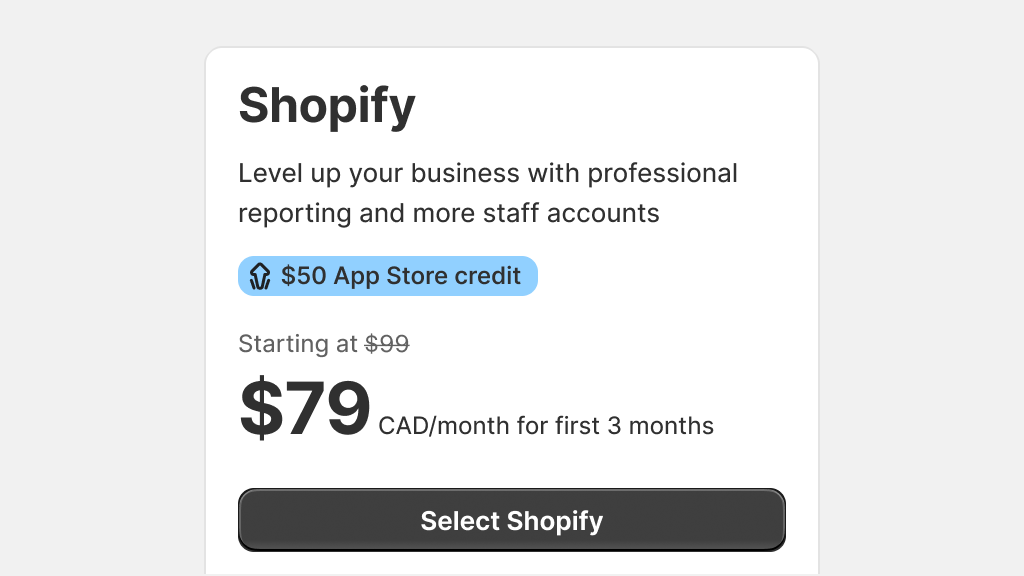 Shopify
Level up your business with professional
reporting and more staff accounts
$50 App Store credit
Starting at $99
$79 CAD/month for first 3 months
Select Shopify